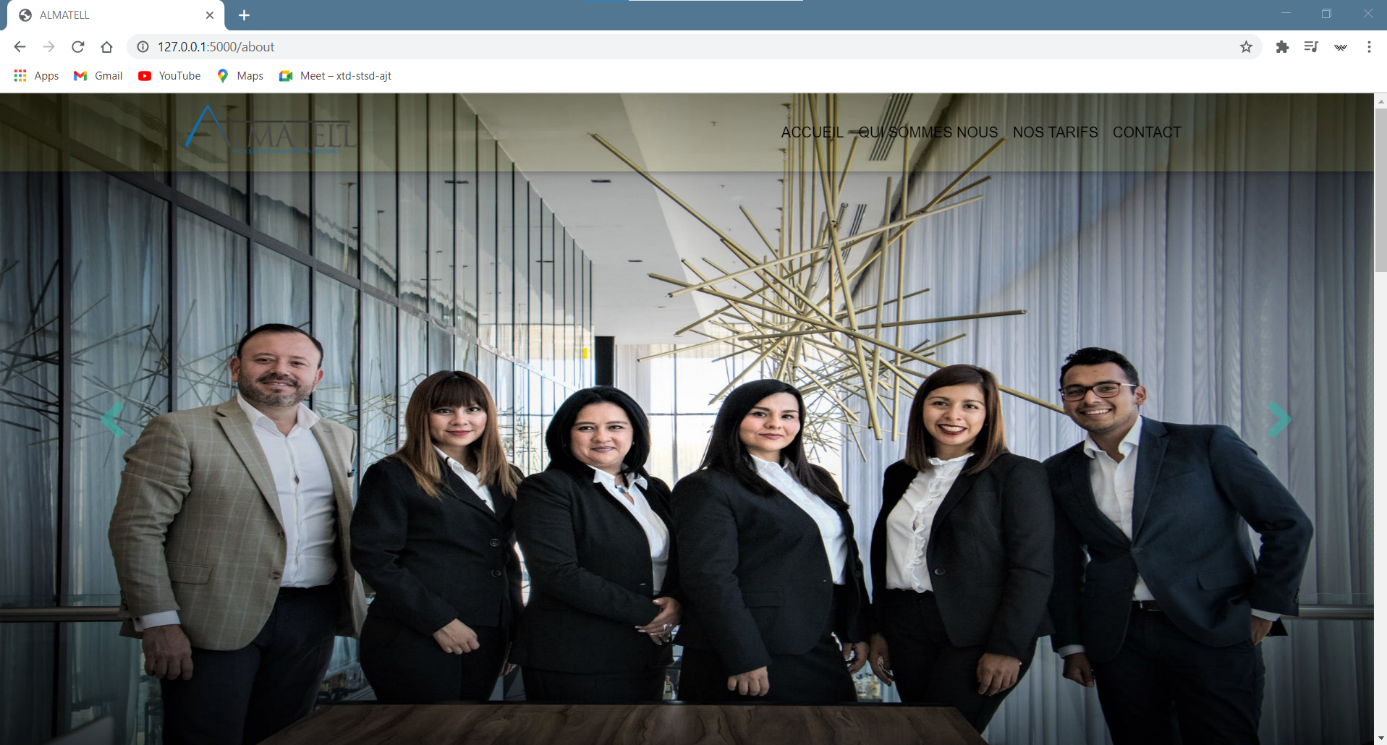 ALMATELL
127.0.0.1:5000/about
Apps Gmail YouTube Maps Meet – xtd-stsd-ajt
ALMATELL
ACCUEIL QUI SOMMES NOUS NOS TARIFS CONTACT